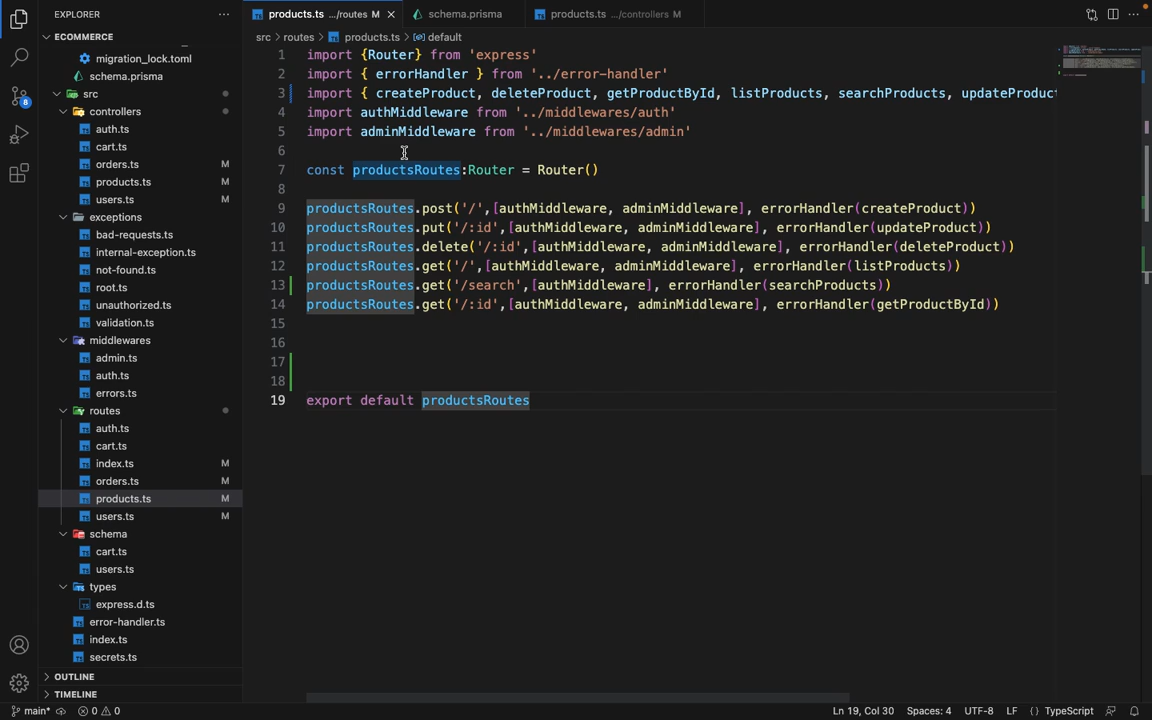 EXPLORER
ECOMMERCE
migration_lock.toml
schema.prisma
src
controllers
auth.ts
cart.ts
orders.ts M
products.ts M
users.ts M
exceptions
bad-requests.ts
internal-exception.ts
not-found.ts
root.ts
unauthorized.ts
validation.ts
middlewares
admin.ts
auth.ts
errors.ts
routes
auth.ts
cart.ts
index.ts M
orders.ts M
products.ts M
users.ts M
schema
cart.ts
users.ts
types
express.d.ts
error-handler.ts
index.ts
secrets.ts
OUTLINE
TIMELINE
8
products.ts .../routes M
schema.prisma
products.ts .../controllers M
src > routes > products.ts > default
1 import {Router} from 'express'
2 import { errorHandler } from '../error-handler'
3 import { createProduct, deleteProduct, getProductById, listProducts, searchProducts, updateProduct
4 import authMiddleware from '../middlewares/auth'
5 import adminMiddleware from '../middlewares/admin'
6
7 const productsRoutes:Router = Router()
8
9 productsRoutes.post('/',[authMiddleware, adminMiddleware], errorHandler(createProduct))
10 productsRoutes.put('/:id',[authMiddleware, adminMiddleware], errorHandler(updateProduct))
11 productsRoutes.delete('/:id',[authMiddleware, adminMiddleware], errorHandler(deleteProduct))
12 productsRoutes.get('/',[authMiddleware, adminMiddleware], errorHandler(listProducts))
13 productsRoutes.get('/search',[authMiddleware], errorHandler(searchProducts))
14 productsRoutes.get('/:id',[authMiddleware, adminMiddleware], errorHandler(getProductById))
15
16
17
18
19 export default productsRoutes
main* 0 0 Ln 19, Col 30 Spaces: 4 UTF-8 LF {} TypeScript